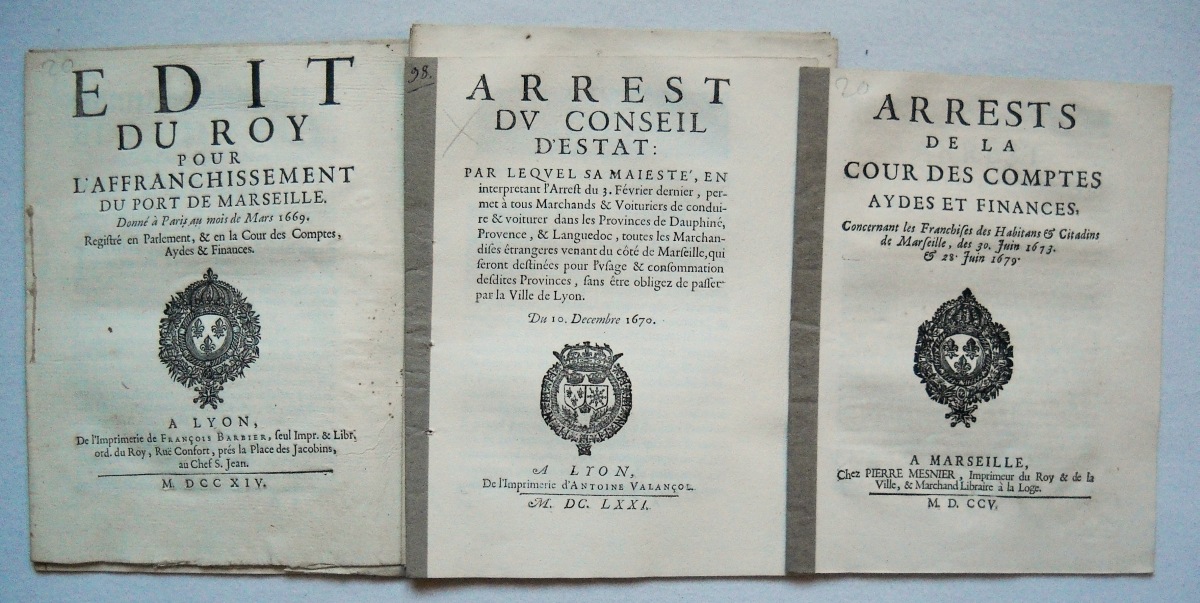 20
EDIT
DU ROY
POUR
L'AFFRANCHISSEMENT
DU PORT DE MARSEILLE.
Donné à Paris au mois de Mars 1669.
Registré en Parlement, & en la Cour des Comptes,
Aydes & Finances.
A LYON,
De l'Imprimerie de FRANÇOIS BARBIER, seul Impr. & Libr.
ord. du Roy, Ruë Confort, prés la Place des Jacobins,
au Chef S. Jean.
M. DCC XIV.
98.
ARREST
DV CONSEIL
D'ESTAT:
PAR LEQVEL SA MAIESTE', EN
interpretant l'Arrest du 3. Février dernier, per-
met à tous Marchands & Voituriers de condui-
re & voiturer dans les Provinces de Dauphiné,
Provence, & Languedoc, toutes les Marchan-
dises étrangeres venant du côté de Marseille, qui
seront destinées pour l'vsage & consommation
desdites Provinces, sans être obligez de passer
par la Ville de Lyon.
Du 10. Decembre 1670.
A LYON,
De l'Imprimerie d'ANTOINE VALANÇOL.
M. DC. LXXI.
20
ARRESTS
DE LA
COUR DES COMPTES
AYDES ET FINANCES,
Concernant les Franchises des Habitans & Citadins
de Marseille, des 30. Juin 1673.
& 28. Juin 1679.
A MARSEILLE,
Chez PIERRE MESNIER, Imprimeur du Roy & de la
Ville, & Marchand Libraire à la Loge.
M. D. CCV.